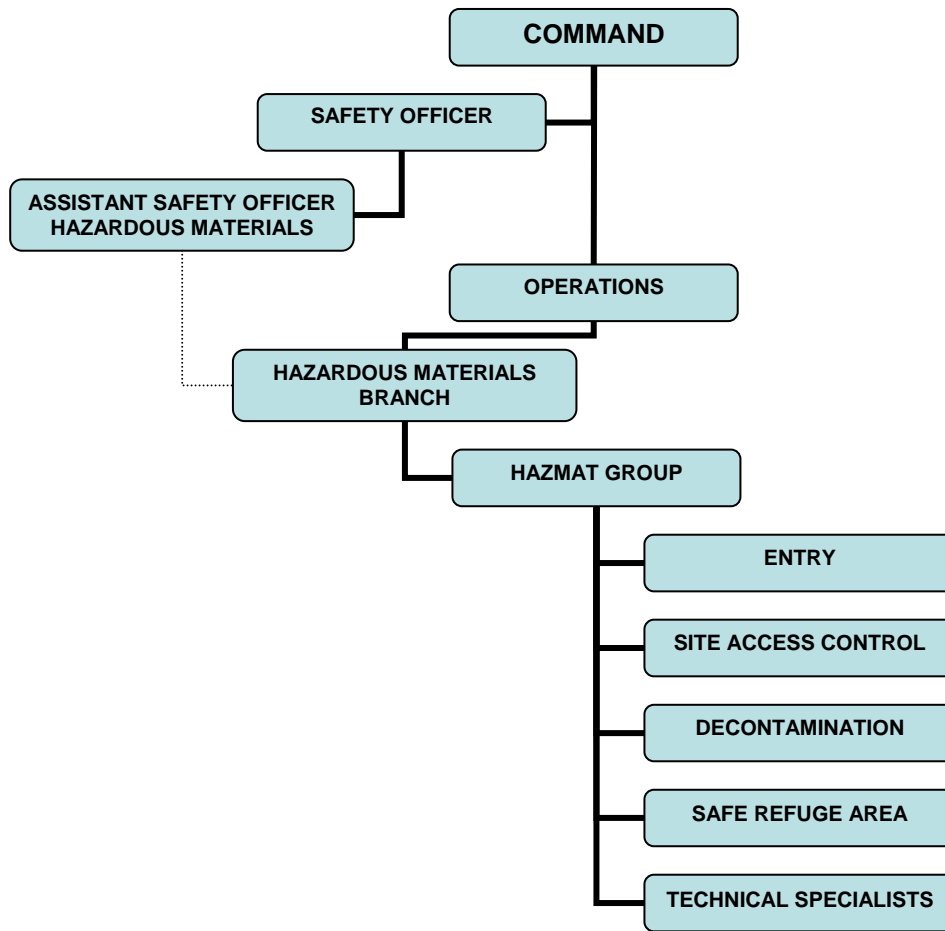 COMMAND
SAFETY OFFICER
ASSISTANT SAFETY OFFICER
HAZARDOUS MATERIALS
OPERATIONS
HAZARDOUS MATERIALS
BRANCH
HAZMAT GROUP
ENTRY
SITE ACCESS CONTROL
DECONTAMINATION
SAFE REFUGE AREA
TECHNICAL SPECIALISTS